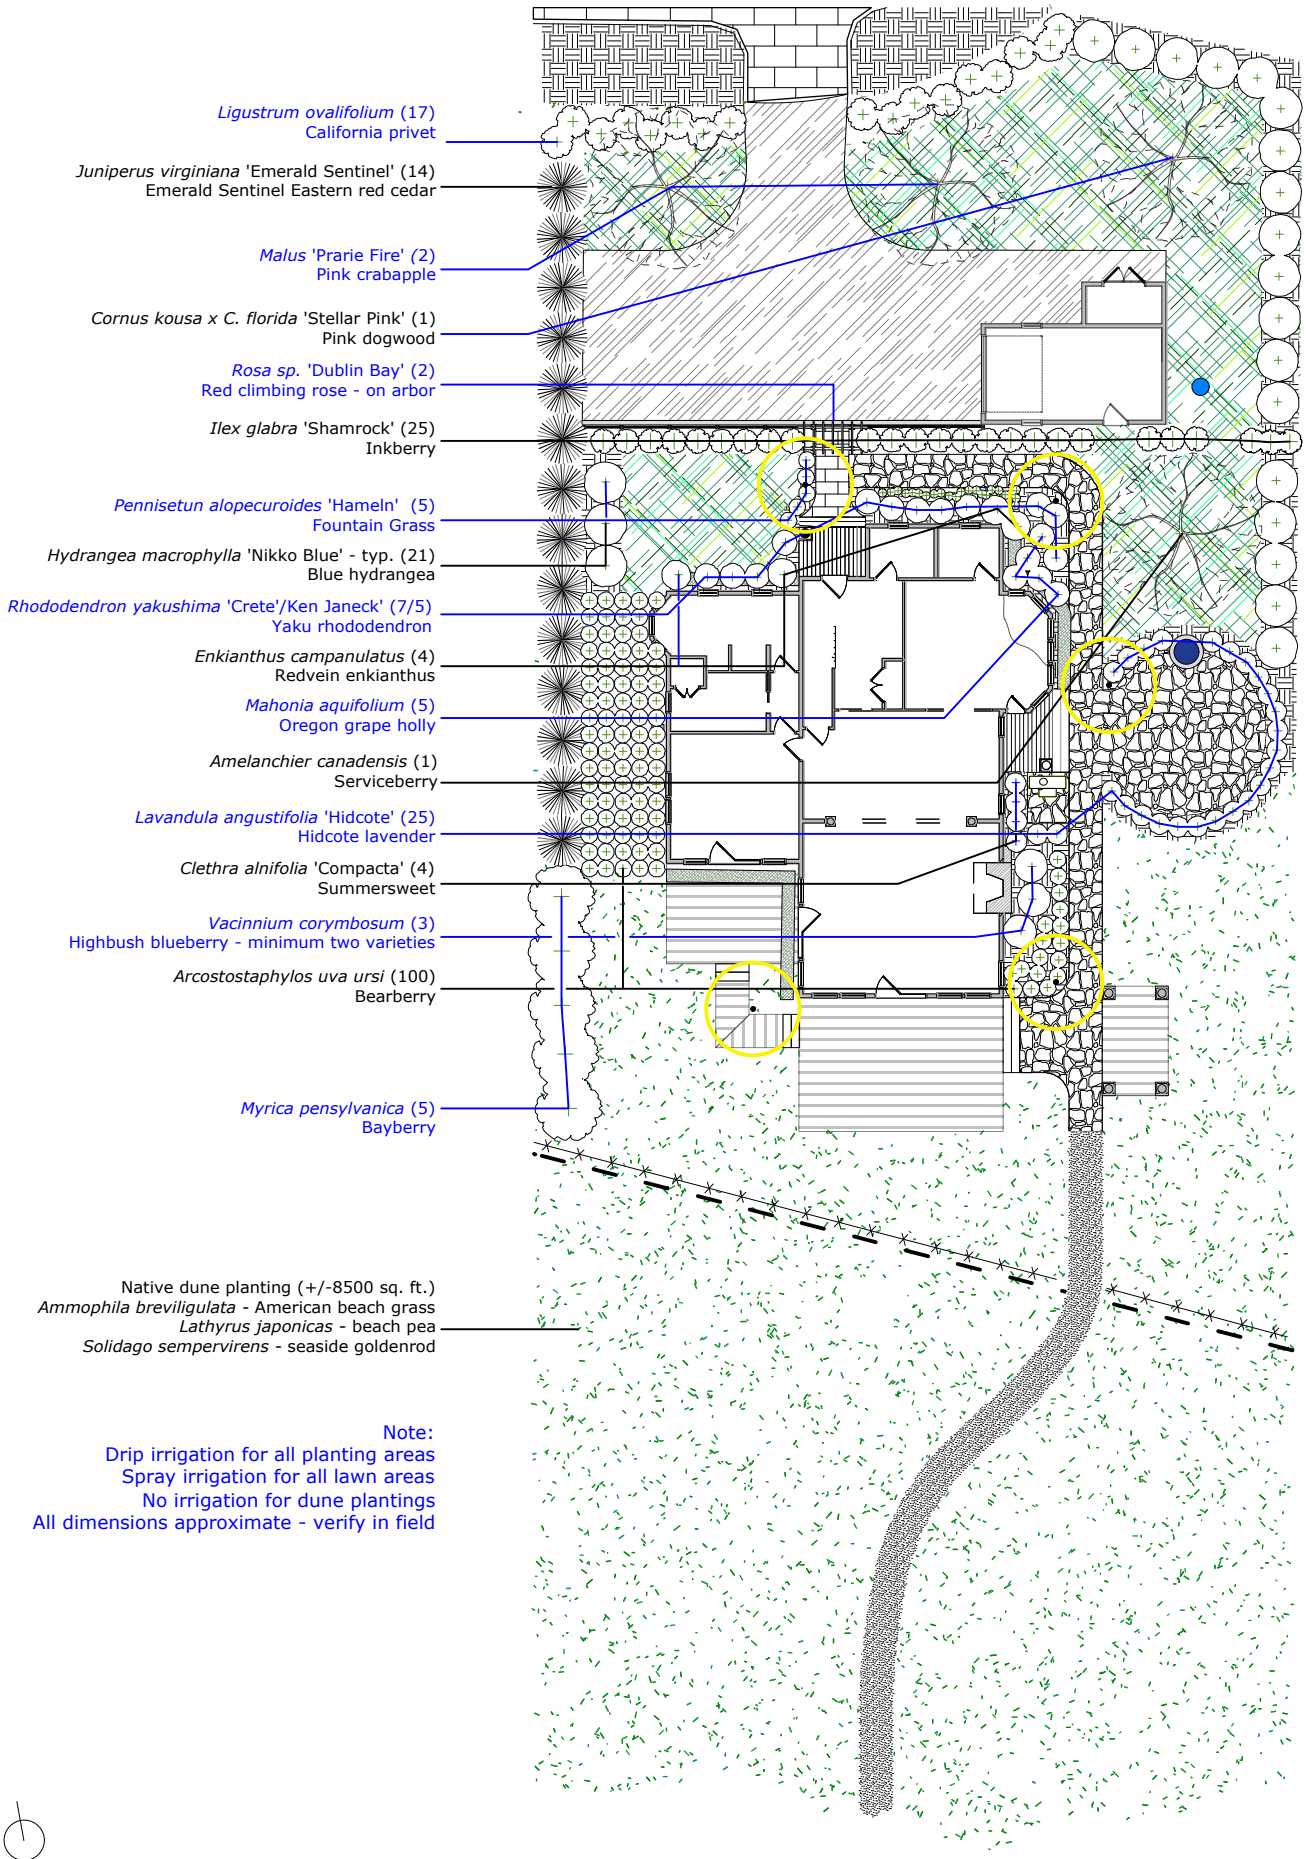 Ligustrum ovalifolium (17)
California privet
Juniperus virginiana 'Emerald Sentinel' (14)
Emerald Sentinel Eastern red cedar
Malus 'Prarie Fire' (2)
Pink crabapple
Cornus kousa x C. florida 'Stellar Pink' (1)
Pink dogwood
Rosa sp. 'Dublin Bay' (2)
Red climbing rose - on arbor
Ilex glabra 'Shamrock' (25)
Inkberry
Pennisetun alopecuroides 'Hameln' (5)
Fountain Grass
Hydrangea macrophylla 'Nikko Blue' - typ. (21)
Blue hydrangea
Rhododendron yakushima 'Crete'/Ken Janeck' (7/5)
Yaku rhododendron
Enkianthus campanulatus (4)
Redvein enkianthus
Mahonia aquifolium (5)
Oregon grape holly
Amelanchier canadensis (1)
Serviceberry
Lavandula angustifolia 'Hidcote' (25)
Hidcote lavender
Clethra alnifolia 'Compacta' (4)
Summersweet
Vacinnium corymbosum (3)
Highbush blueberry - minimum two varieties
Arcostostaphylos uva ursi (100)
Bearberry
Myrica pensylvanica (5)
Bayberry
Native dune planting (+/-8500 sq. ft.)
Ammophila breviligulata - American beach grass
Lathyrus japonicas - beach pea
Solidago sempervirens - seaside goldenrod
Note:
Drip irrigation for all planting areas
Spray irrigation for all lawn areas
No irrigation for dune plantings
All dimensions approximate - verify in field